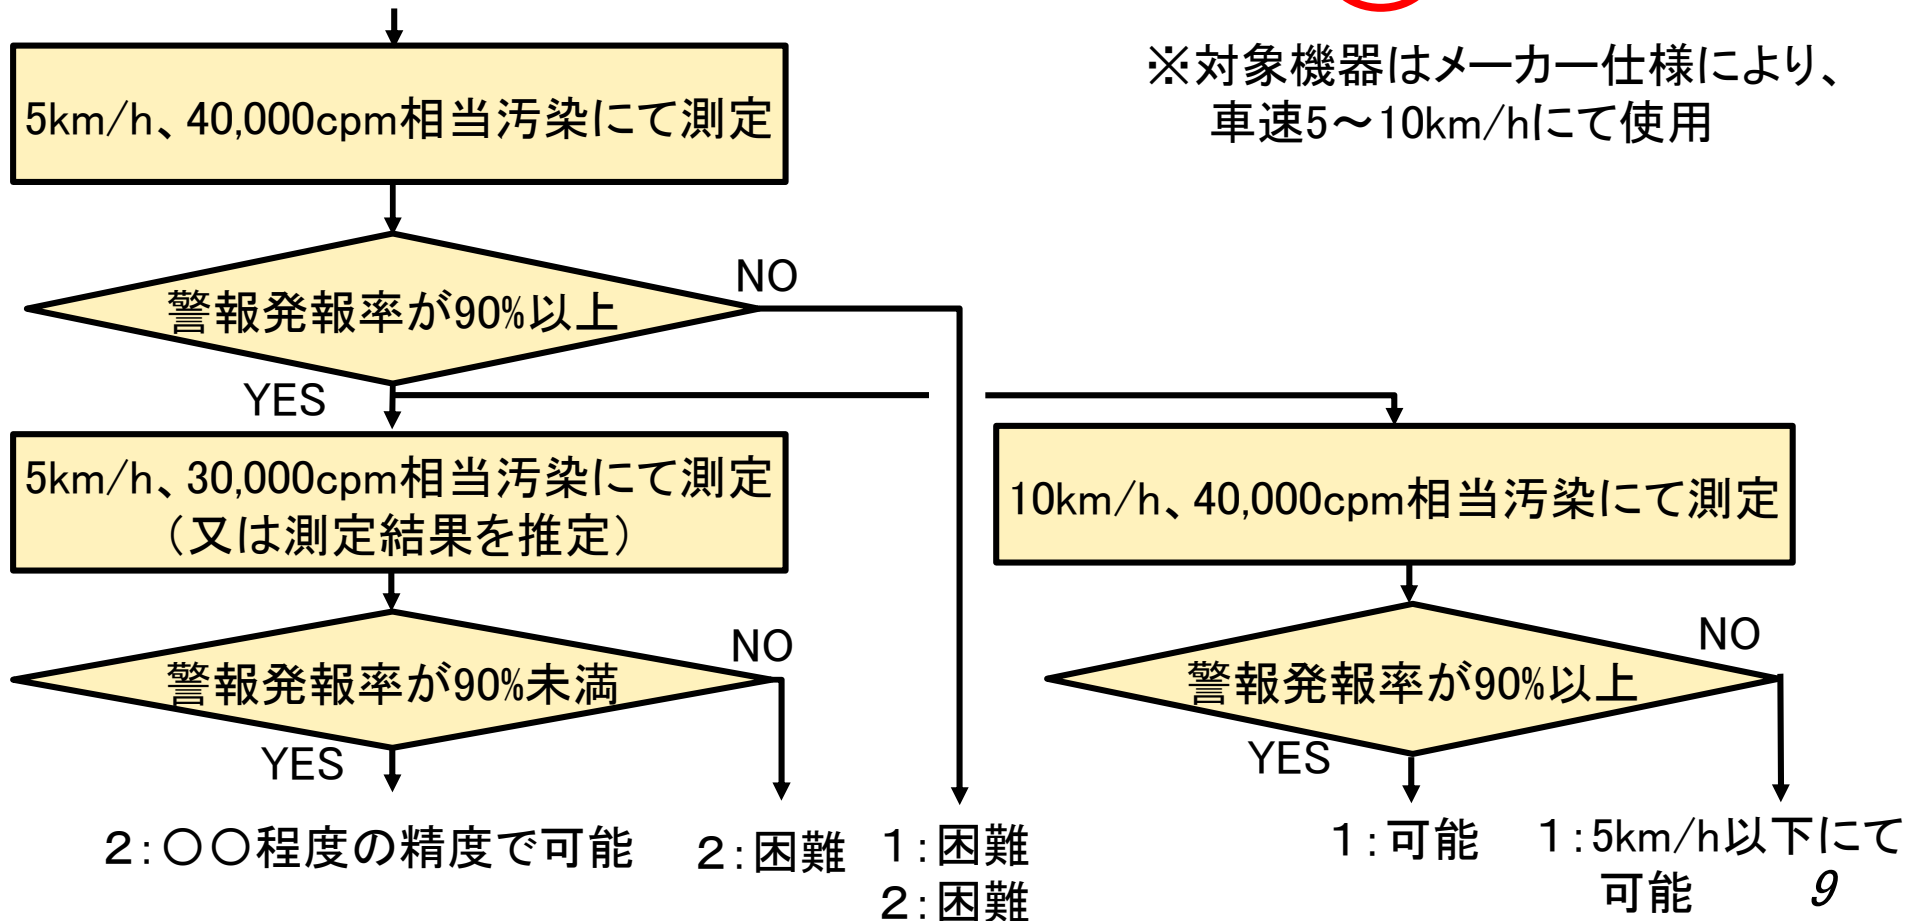 ※対象機器はメーカー仕様により、
車速5～10km/hにて使用
5km/h、40,000cpm相当汚染にて測定
警報発報率が90%以上
NO
YES
5km/h、30,000cpm相当汚染にて測定
（又は測定結果を推定）
10km/h、40,000cpm相当汚染にて測定
警報発報率が90%未満
NO
YES
警報発報率が90%以上
NO
YES
２：〇〇程度の精度で可能
２：困難
１：困難
２：困難
１：可能
１：5km/h以下にて
可能
9